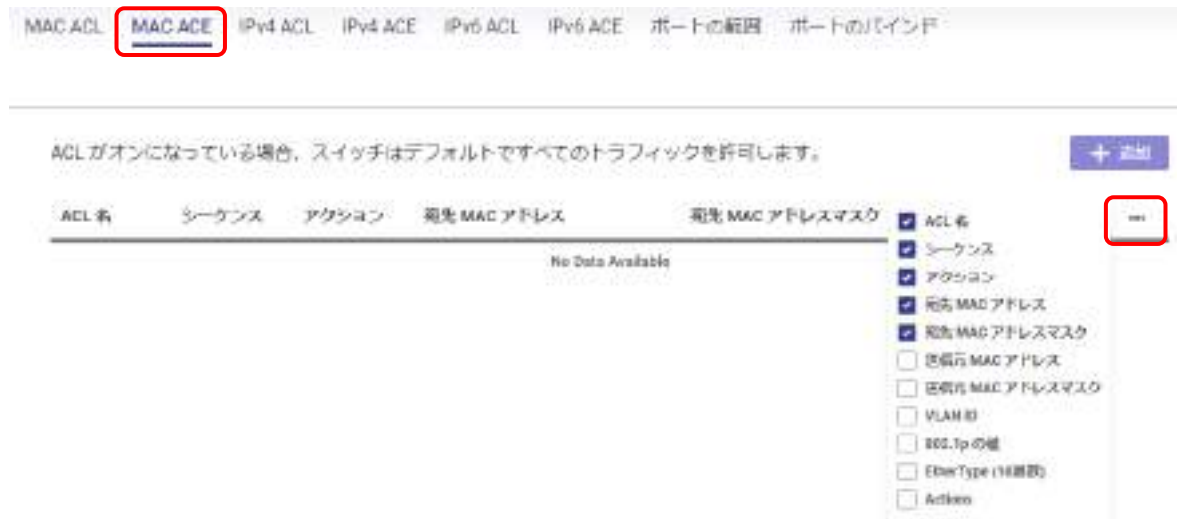 MAC ACL MAC ACE IPv4 ACL IPv4 ACE IPv6 ACL IPv6 ACE ポートの範囲 ポートのバインド
ACL がオンになっている場合、スイッチはデフォルトですべてのトラフィックを許可します。
+ 追加
ACL 名 シーケンス アクション 宛先 MAC アドレス 宛先 MAC アドレスマスク
No Data Available
ACL 名
シーケンス
アクション
宛先 MAC アドレス
宛先 MAC アドレスマスク
送信元 MAC アドレス
送信元 MAC アドレスマスク
VLAN ID
802.1p の値
EtherType (16進数)
Actions